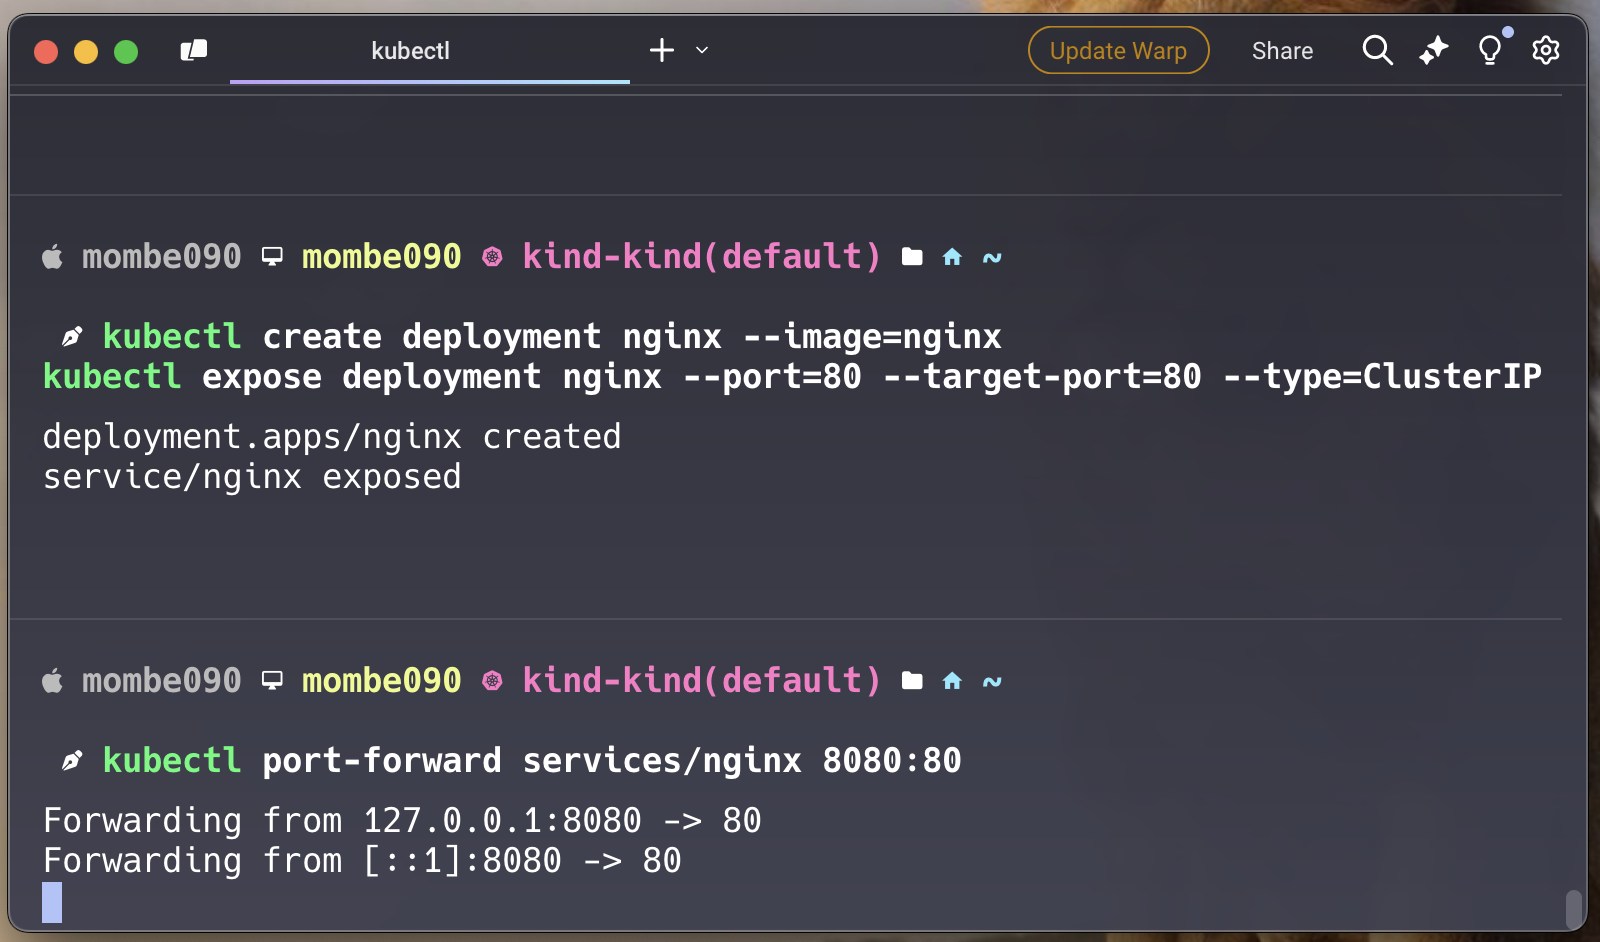 kubectl
Update Warp
Share
mombe090 mombe090 kind-kind(default) ~
kubectl create deployment nginx --image=nginx
kubectl expose deployment nginx --port=80 --target-port=80 --type=ClusterIP
deployment.apps/nginx created
service/nginx exposed
mombe090 mombe090 kind-kind(default) ~
kubectl port-forward services/nginx 8080:80
Forwarding from 127.0.0.1:8080 -> 80
Forwarding from [::1]:8080 -> 80